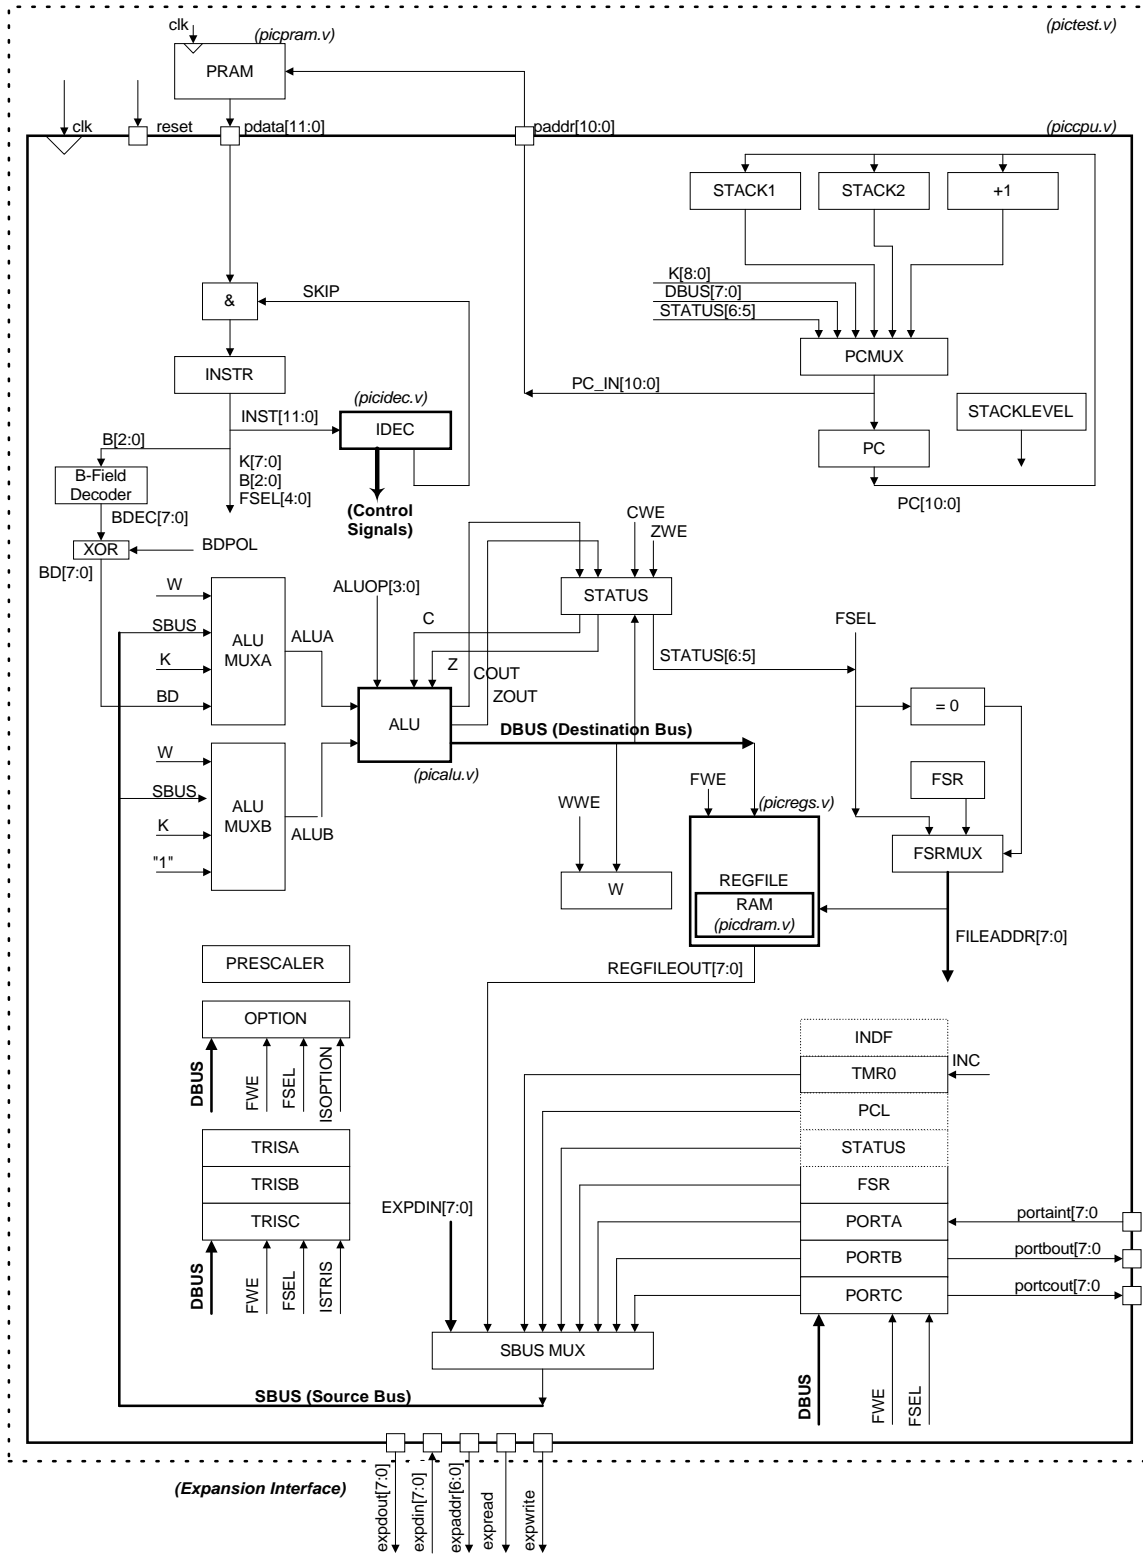 clk
(picpram.v)
(pictest.v)
PRAM
clk
reset
pdata[11:0]
paddr[10:0]
(piccpu.v)
STACK1
STACK2
+1
K[8:0]
DBUS[7:0]
STATUS[6:5]
&
SKIP
PCMUX
INSTR
PC_IN[10:0]
(picidec.v)
INST[11:0]
IDEC
STACKLEVEL
B[2:0]
PC
B-Field
Decoder
K[7:0]
B[2:0]
FSEL[4:0]
PC[10:0]
BDEC[7:0]
(Control
Signals)
CWE
ZWE
XOR
BDPOL
BD[7:0]
W
ALUOP[3:0]
STATUS
SBUS
ALU
MUXA
ALUA
C
FSEL
K
Z
COUT
STATUS[6:5]
BD
ZOUT
= 0
ALU
DBUS (Destination Bus)
W
(picalu.v)
FWE
FSR
SBUS
ALU
MUXB
WWE
(picregs.v)
K
ALUB
FSRMUX
"1"
W
REGFILE
RAM
(picdram.v)
FILEADDR[7:0]
PRESCALER
REGFILEOUT[7:0]
OPTION
INDF
TMR0
INC
DBUS
FWE
FSEL
ISOPTION
PCL
TRISA
STATUS
TRISB
FSR
TRISC
EXPDIN[7:0]
PORTA
portaint[7:0
PORTB
portbout[7:0
DBUS
FWE
FSEL
ISTRIS
PORTC
portcout[7:0
SBUS MUX
SBUS (Source Bus)
DBUS
FWE
FSEL
(Expansion Interface)
expdout[7:0]
expdin[7:0]
expaddr[6:0]
expread
expwrite